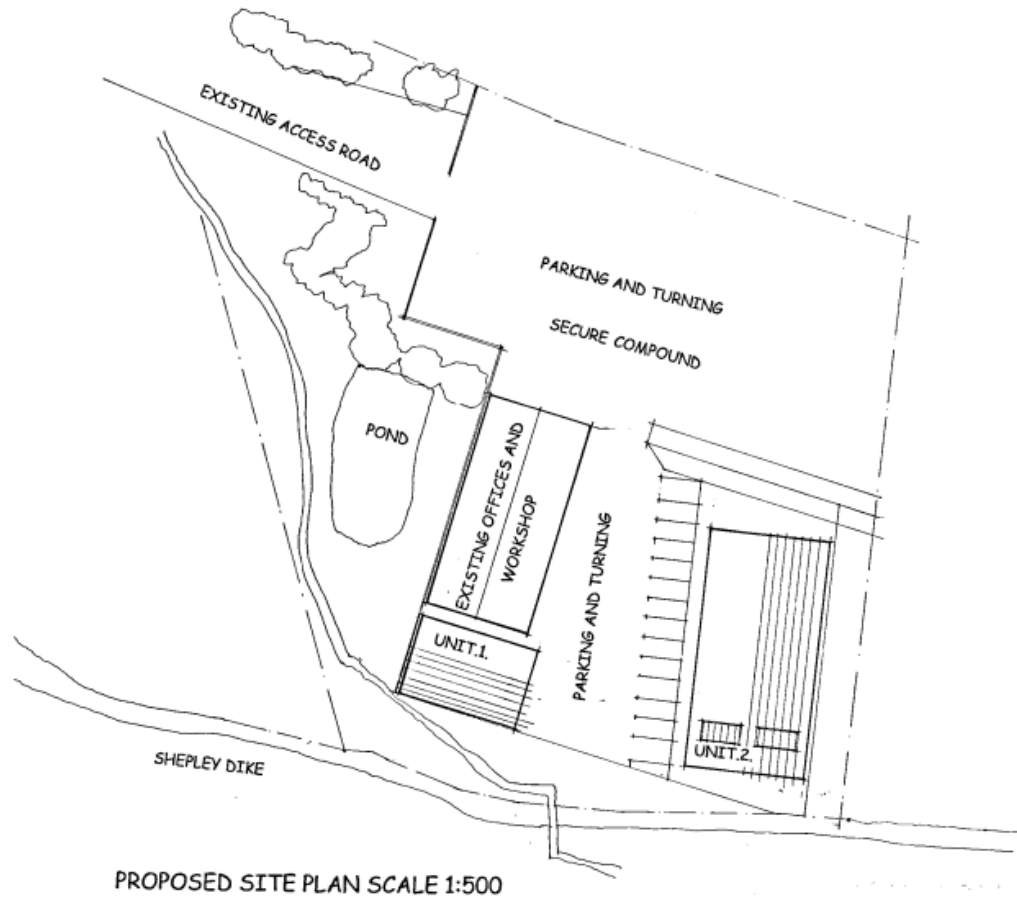 EXISTING ACCESS ROAD
PARKING AND TURNING
SECURE COMPOUND
POND
EXISTING OFFICES AND
WORKSHOP
PARKING AND TURNING
UNIT.1.
UNIT.2.
SHEPLEY DIKE
PROPOSED SITE PLAN SCALE 1:500